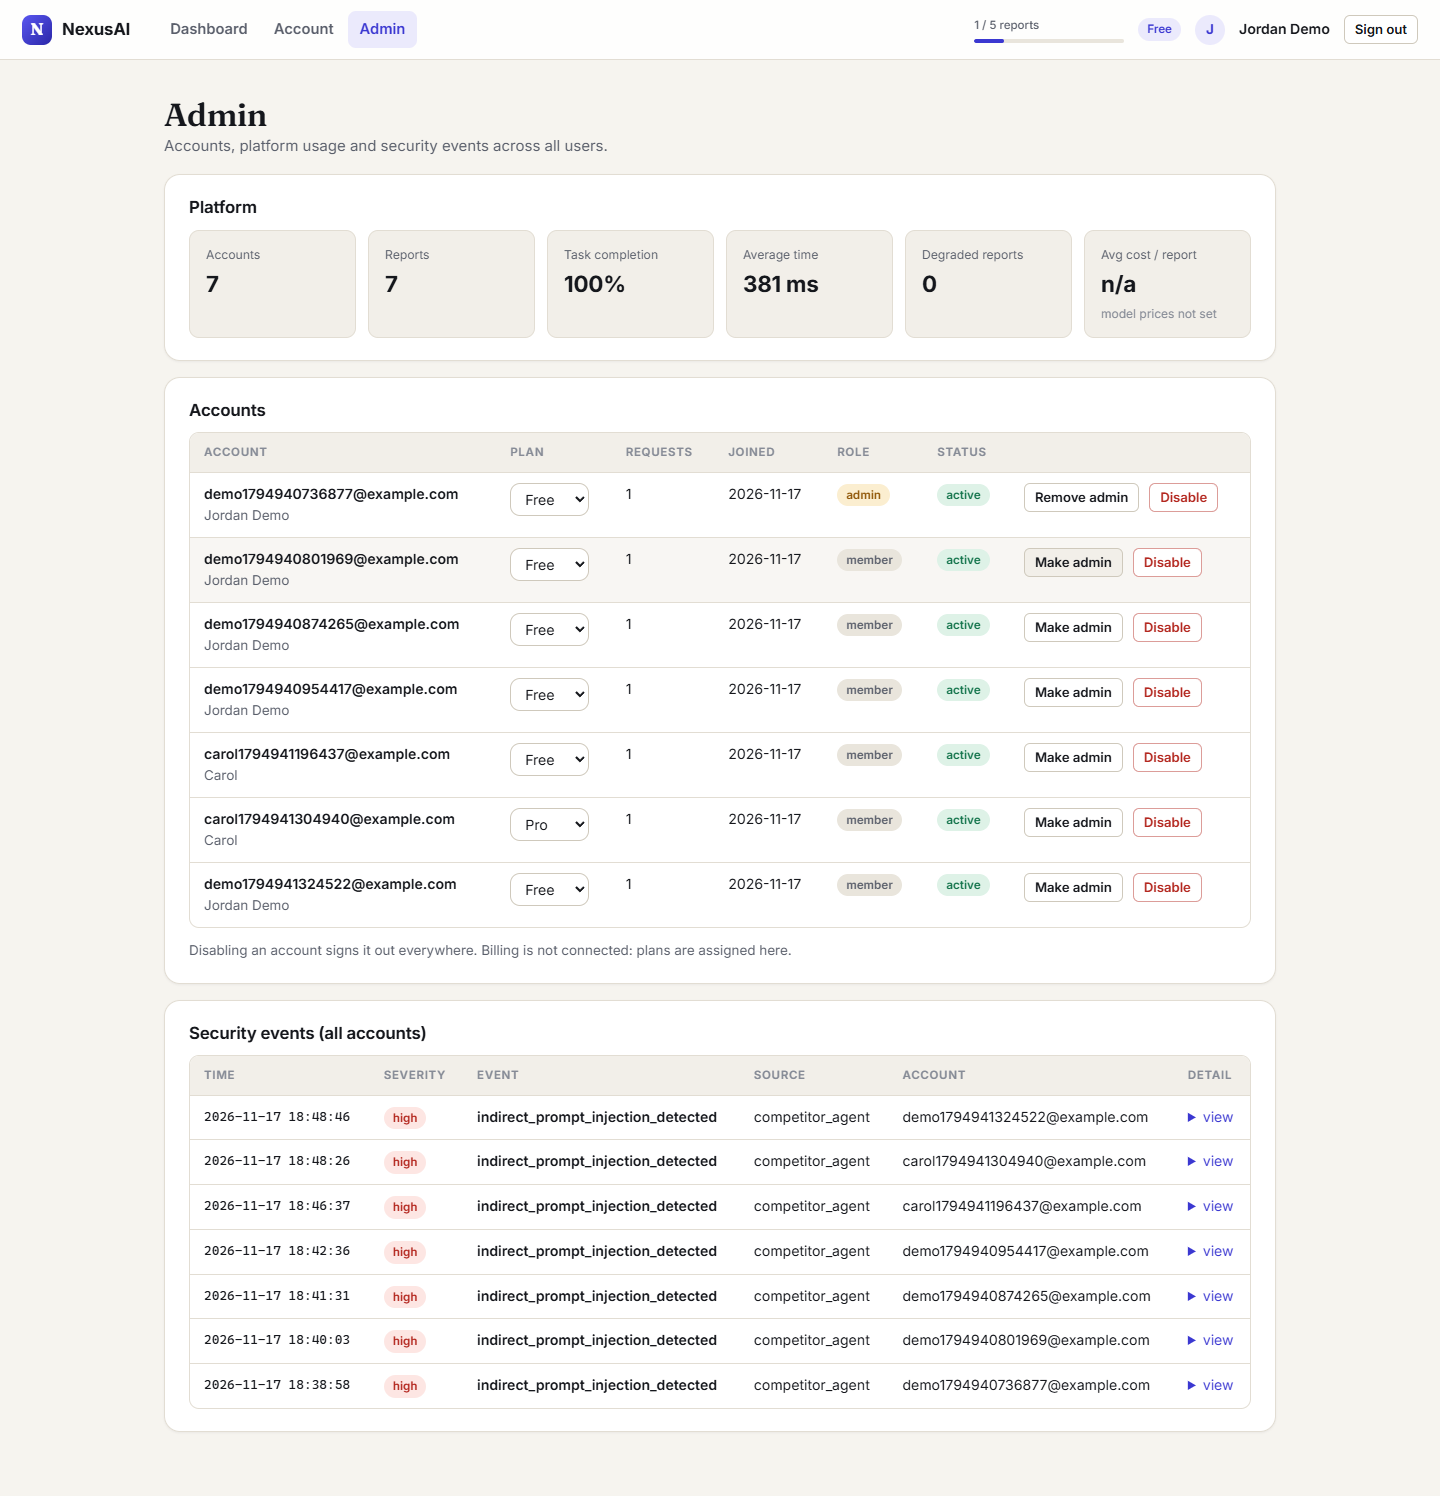 N NexusAI Dashboard Account Admin 1 / 5 reports Free J Jordan Demo Sign out
Admin
Accounts, platform usage and security events across all users.
Platform
Accounts Reports Task completion Average time Degraded reports Avg cost / report
7 7 100% 381 ms 0 n/a
model prices not set
Accounts
ACCOUNT PLAN REQUESTS JOINED ROLE STATUS
demo1794940736877@example.com Free 1 2026-11-17 admin active Remove admin Disable
Jordan Demo
demo1794940801969@example.com Free 1 2026-11-17 member active Make admin Disable
Jordan Demo
demo1794940874265@example.com Free 1 2026-11-17 member active Make admin Disable
Jordan Demo
demo1794940954417@example.com Free 1 2026-11-17 member active Make admin Disable
Jordan Demo
carol1794941196437@example.com Free 1 2026-11-17 member active Make admin Disable
Carol
carol1794941304940@example.com Pro 1 2026-11-17 member active Make admin Disable
Carol
demo1794941324522@example.com Free 1 2026-11-17 member active Make admin Disable
Jordan Demo
Disabling an account signs it out everywhere. Billing is not connected: plans are assigned here.
Security events (all accounts)
TIME SEVERITY EVENT SOURCE ACCOUNT DETAIL
2026-11-17 18:48:46 high indirect_prompt_injection_detected competitor_agent demo1794941324522@example.com view
2026-11-17 18:48:26 high indirect_prompt_injection_detected competitor_agent carol1794941304940@example.com view
2026-11-17 18:46:37 high indirect_prompt_injection_detected competitor_agent carol1794941196437@example.com view
2026-11-17 18:42:36 high indirect_prompt_injection_detected competitor_agent demo1794940954417@example.com view
2026-11-17 18:41:31 high indirect_prompt_injection_detected competitor_agent demo1794940874265@example.com view
2026-11-17 18:40:03 high indirect_prompt_injection_detected competitor_agent demo1794940801969@example.com view
2026-11-17 18:38:58 high indirect_prompt_injection_detected competitor_agent demo1794940736877@example.com view